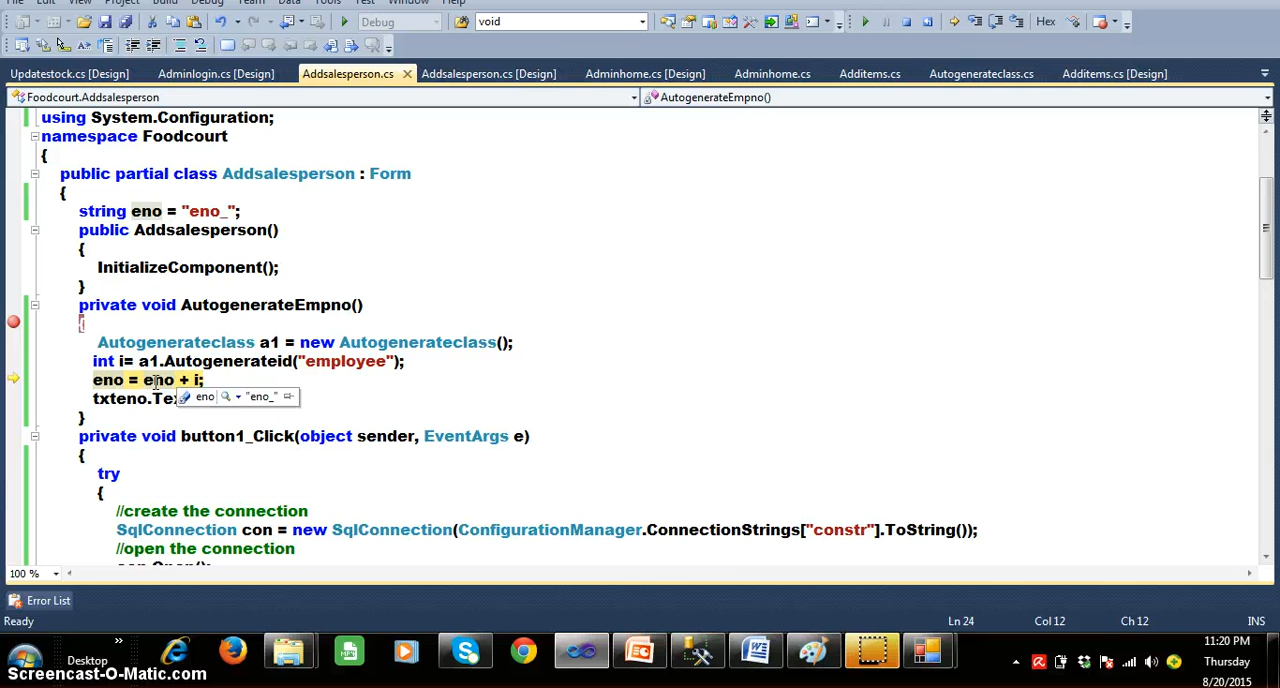 File Edit View Project Build Debug Team Data Tools Test Window Help
Debug void Hex
Updatestock.cs [Design] Adminlogin.cs [Design] Addsalesperson.cs Addsalesperson.cs [Design] Adminhome.cs [Design] Adminhome.cs Additems.cs Autogenerateclass.cs Additems.cs [Design]
Foodcourt.Addsalesperson AutogenerateEmpno()
using System.Configuration;
namespace Foodcourt
{
public partial class Addsalesperson : Form
{
string eno = "eno_";
public Addsalesperson()
{
InitializeComponent();
}
private void AutogenerateEmpno()
{
Autogenerateclass a1 = new Autogenerateclass();
int i= a1.Autogenerateid("employee");
eno = eno + i;
txteno.Te eno "eno_"
}
private void button1_Click(object sender, EventArgs e)
{
try
{
//create the connection
SqlConnection con = new SqlConnection(ConfigurationManager.ConnectionStrings["constr"].ToString());
//open the connection
con.Open();
100 %
Error List
Ready Ln 24 Col 12 Ch 12 INS
Desktop 11:20 PM
Thursday
8/20/2015
Screencast-O-Matic.com